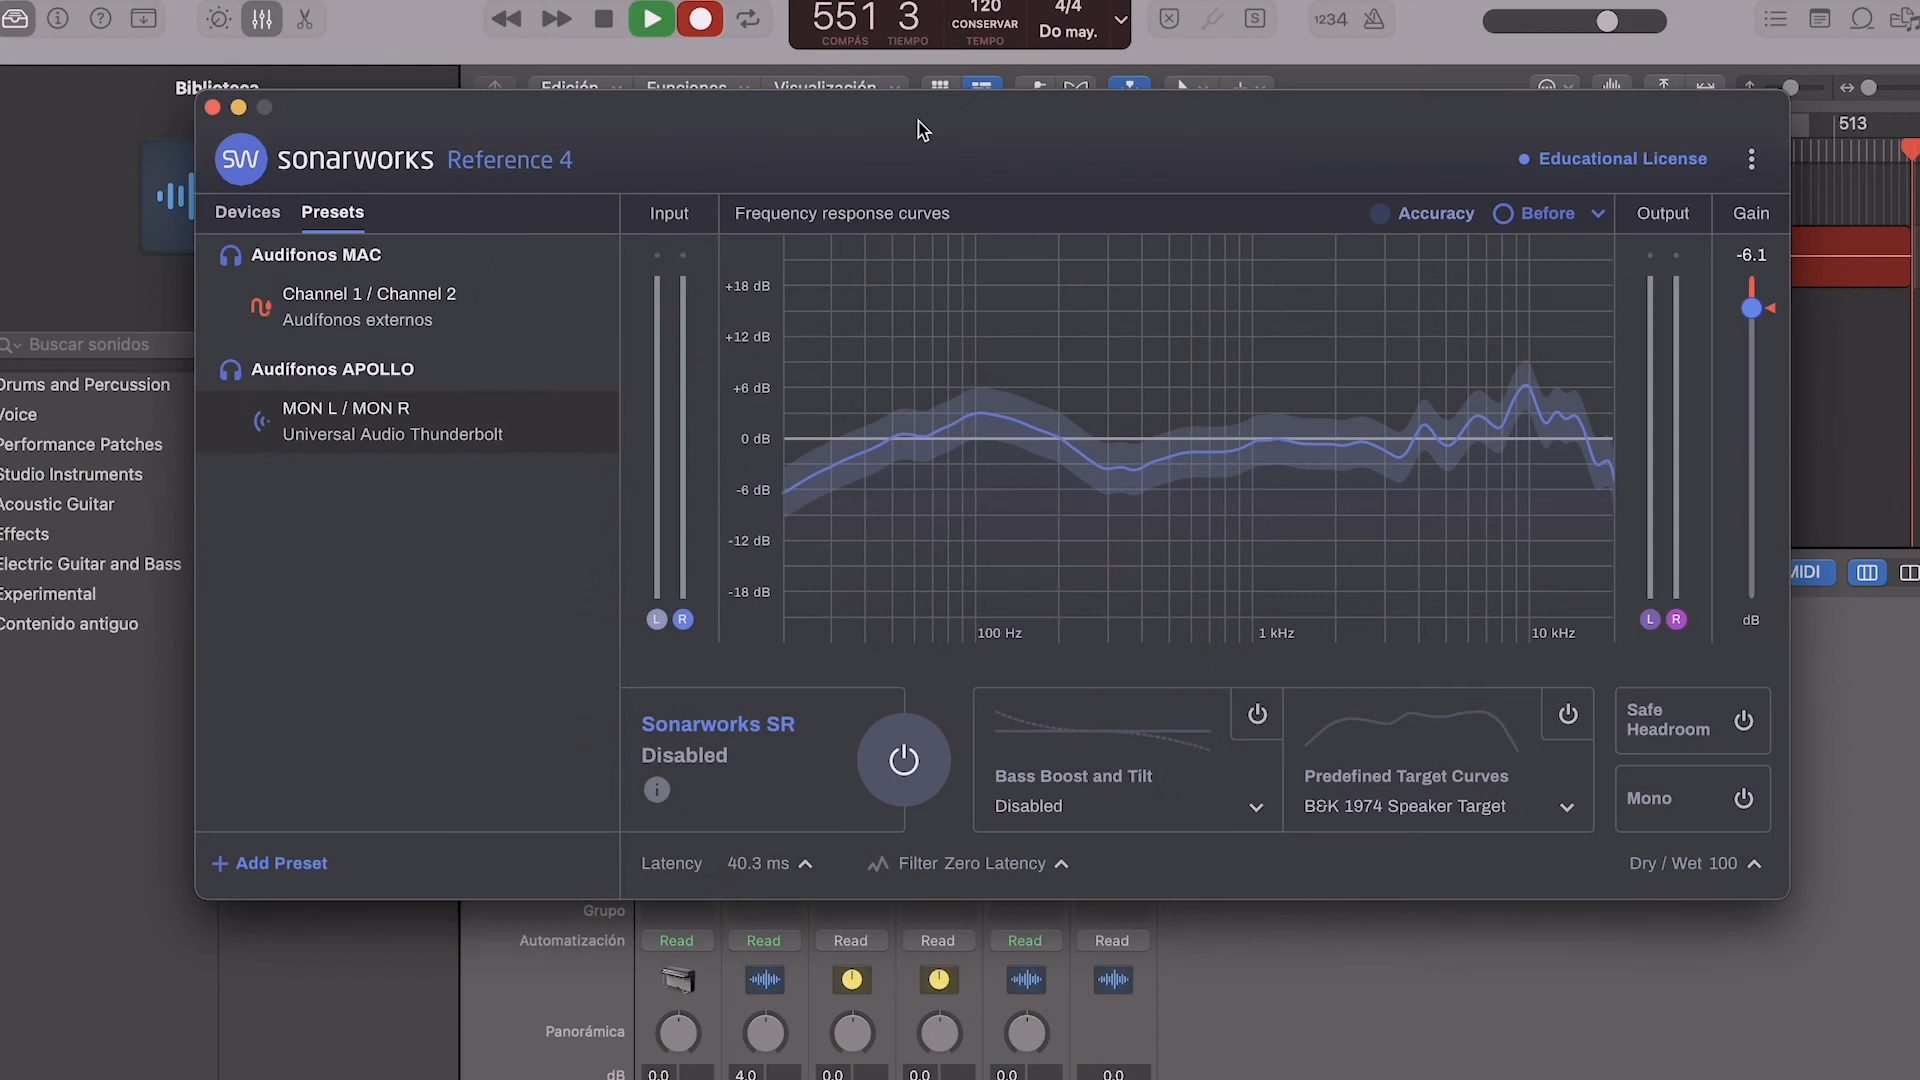 551 3
120
4/4
CONSERVAR
Do may.
COMPÁS TIEMPO
TEMPO
S
1234
Biblioteca
Edición Funciones Visualización
513
SW sonarworks Reference 4
Educational License
Devices Presets
Input
Frequency response curves
Accuracy Before
Output
Gain
Audifonos MAC
Channel 1 / Channel 2
Audífonos externos
Audífonos APOLLO
MON L / MON R
Universal Audio Thunderbolt
+18 dB
+12 dB
+6 dB
0 dB
-6 dB
-12 dB
-18 dB
100 Hz 1 kHz 10 kHz
L R
L R
-6.1
dB
Buscar sonidos
Drums and Percussion
Voice
Performance Patches
Studio Instruments
Acoustic Guitar
Effects
Electric Guitar and Bass
Experimental
Contenido antiguo
MIDI
Sonarworks SR
Disabled
i
Bass Boost and Tilt
Disabled
Predefined Target Curves
B&K 1974 Speaker Target
Safe
Headroom
Mono
+ Add Preset
Latency 40.3 ms
Filter Zero Latency
Dry / Wet 100
Grupo
Automatización Read Read Read Read Read Read
Panorámica
dB 0.0 4.0 0.0 0.0 0.0 0.0